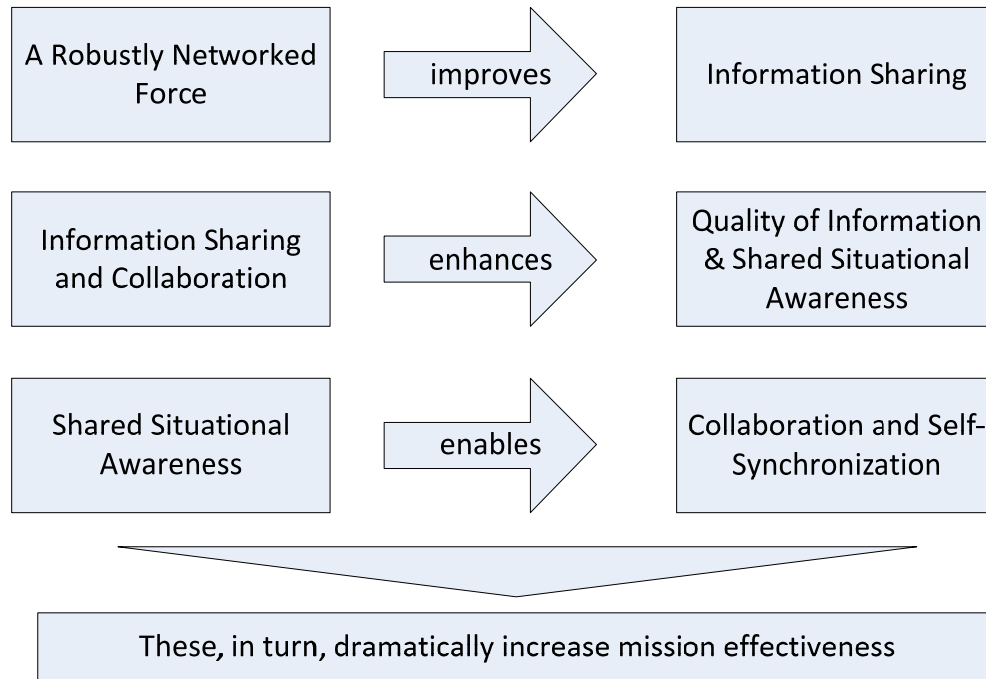 A Robustly Networked
Force
improves
Information Sharing
Information Sharing
and Collaboration
enhances
Quality of Information
& Shared Situational
Awareness
Shared Situational
Awareness
enables
Collaboration and Self-
Synchronization
These, in turn, dramatically increase mission effectiveness